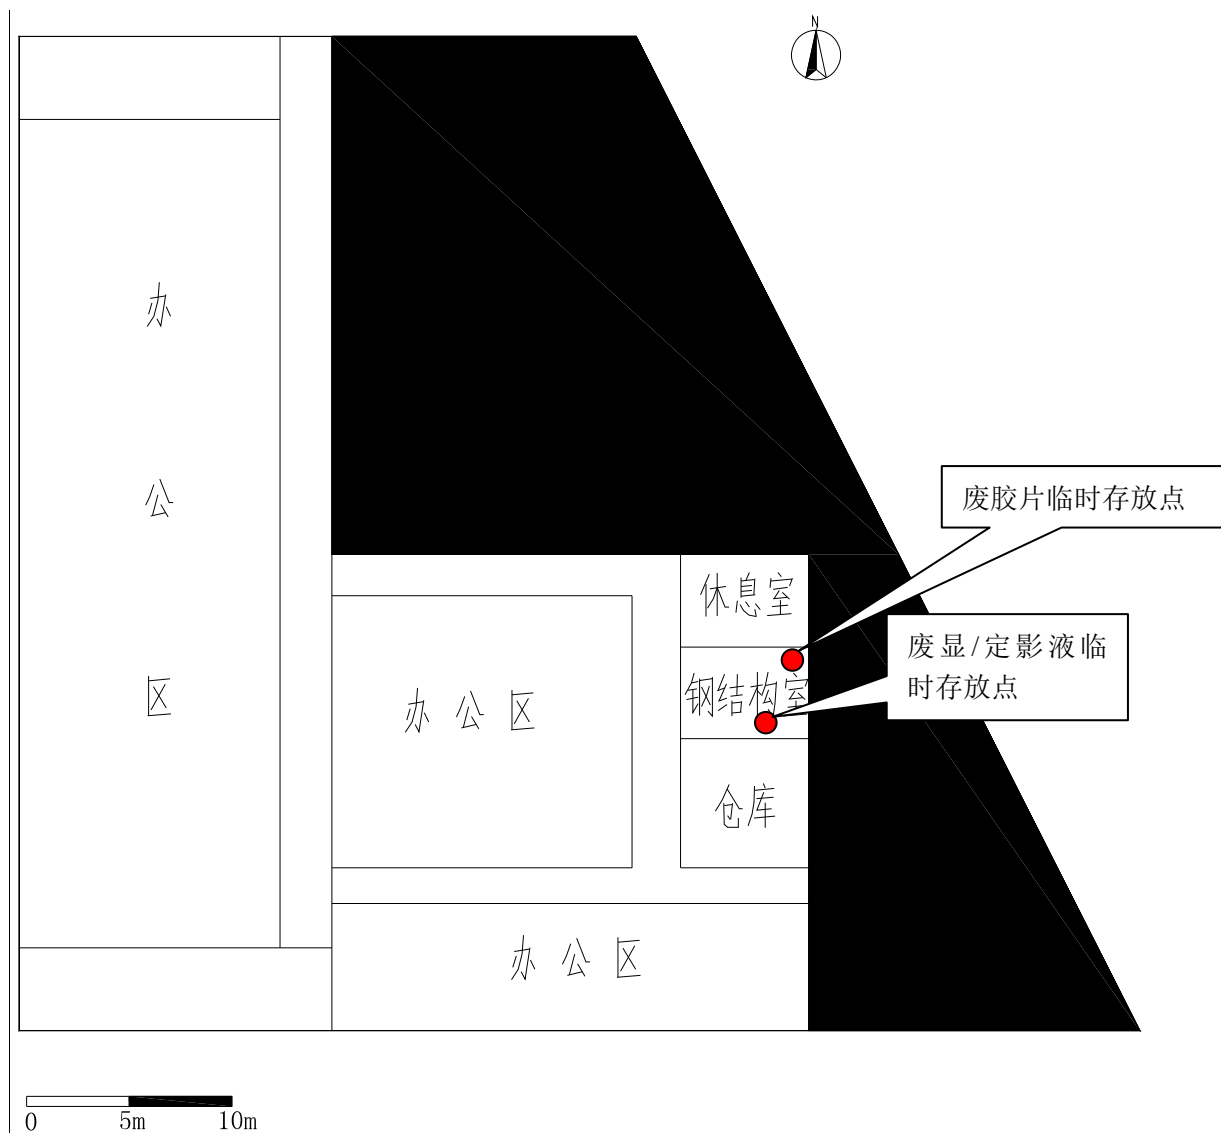 N
办
公
区
废胶片临时存放点
休息室
废显/定影液临
时存放点
钢结构室
办公区
仓库
办公区
0 5m 10m